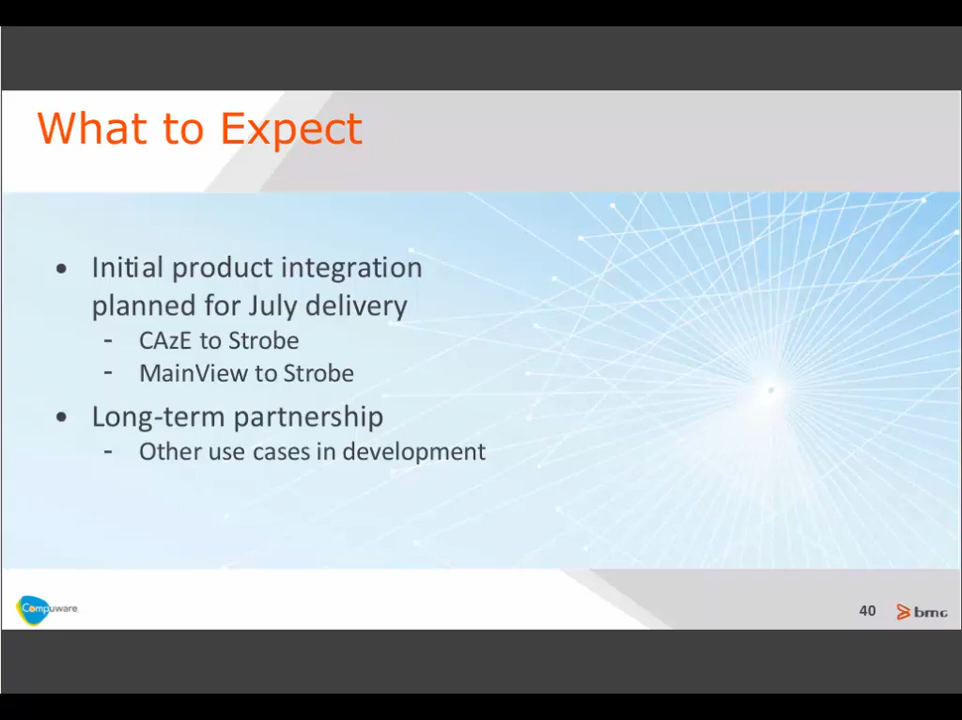 What to Expect
• Initial product integration
planned for July delivery
- CAzE to Strobe
- MainView to Strobe
• Long-term partnership
- Other use cases in development
Compuware
40
bmc